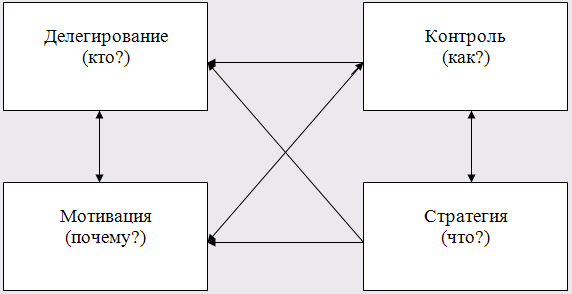 Делегирование
(кто?)
Контроль
(как?)
Мотивация
(почему?)
Стратегия
(что?)